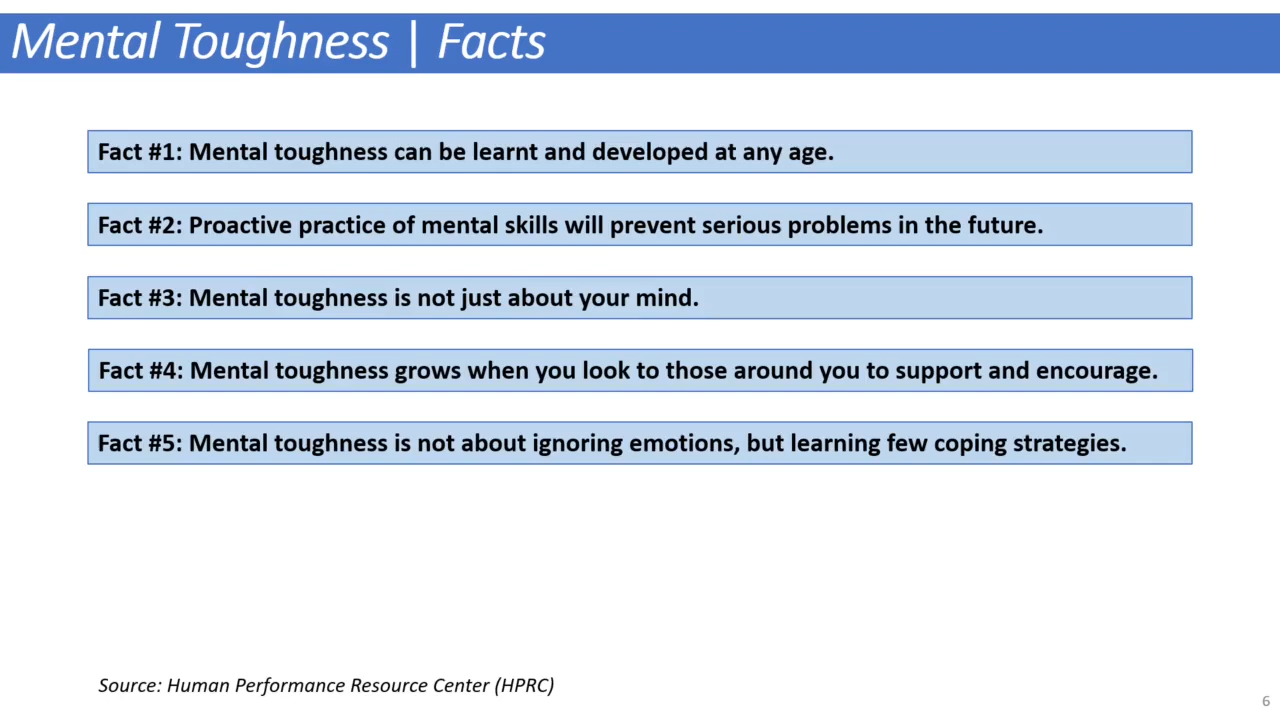 Mental Toughness | Facts
Fact #1: Mental toughness can be learnt and developed at any age.
Fact #2: Proactive practice of mental skills will prevent serious problems in the future.
Fact #3: Mental toughness is not just about your mind.
Fact #4: Mental toughness grows when you look to those around you to support and encourage.
Fact #5: Mental toughness is not about ignoring emotions, but learning few coping strategies.
Source: Human Performance Resource Center (HPRC)
6